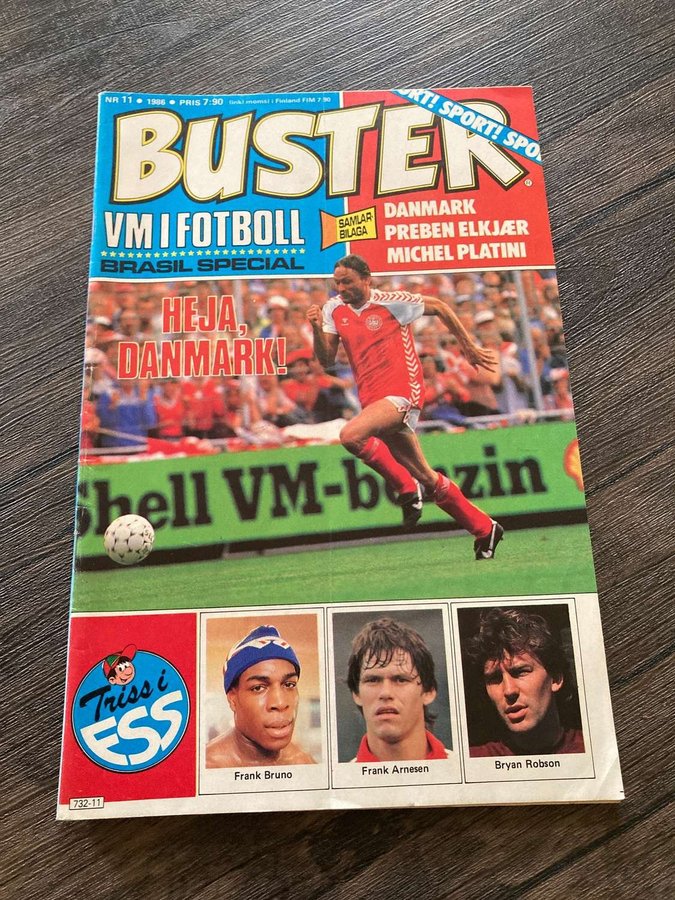 NR 11 • 1986 • PRIS 7:90 (inkl moms) i Finland FIM 7.90
ORT! SPORT! SPO
BUSTER
VM I FOTBOLL
BRASIL SPECIAL
SAMLAR-
BILAGA
DANMARK
PREBEN ELKJÆR
MICHEL PLATINI
HEJA,
DANMARK!
Shell VM-benzin
Triss i
ESS
Frank Bruno
Frank Arnesen
Bryan Robson
732-11